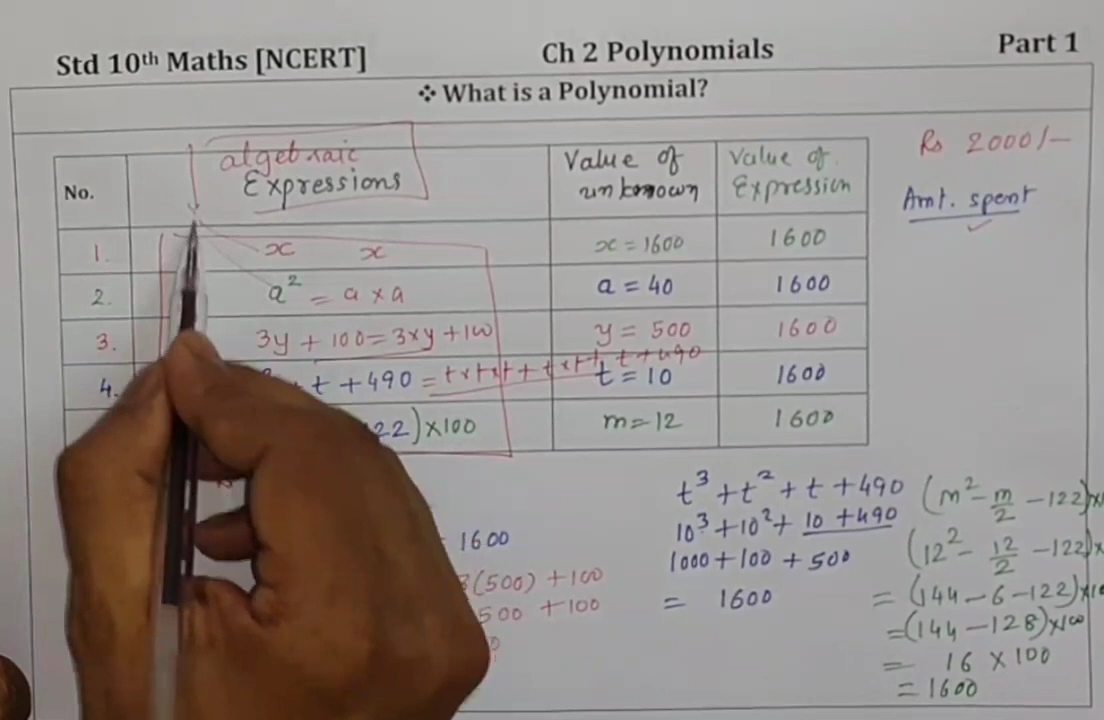 Std 10th Maths [NCERT] Ch 2 Polynomials Part 1
❖ What is a Polynomial?
No. algebraic Expressions Value of unknown Value of Expression
1. x x x = 1600 1600
2. a² = a × a a = 40 1600
3. 3y + 100 = 3×y + 100 y = 500 1600
4. t + 490 = t×t×t + t×t + t + 490 t = 10 1600
122) × 100 m = 12 1600
Rs 2000/-
Amt. spent
1600
3(500) + 100
500 + 100
t³ + t² + t + 490
10³ + 10² + 10 + 490
1000 + 100 + 500
= 1600
(m² - m/2 - 122)×
(12² - 12/2 - 122)×
= (144 - 6 - 122)×10
= (144 - 128)×100
= 16 × 100
= 1600